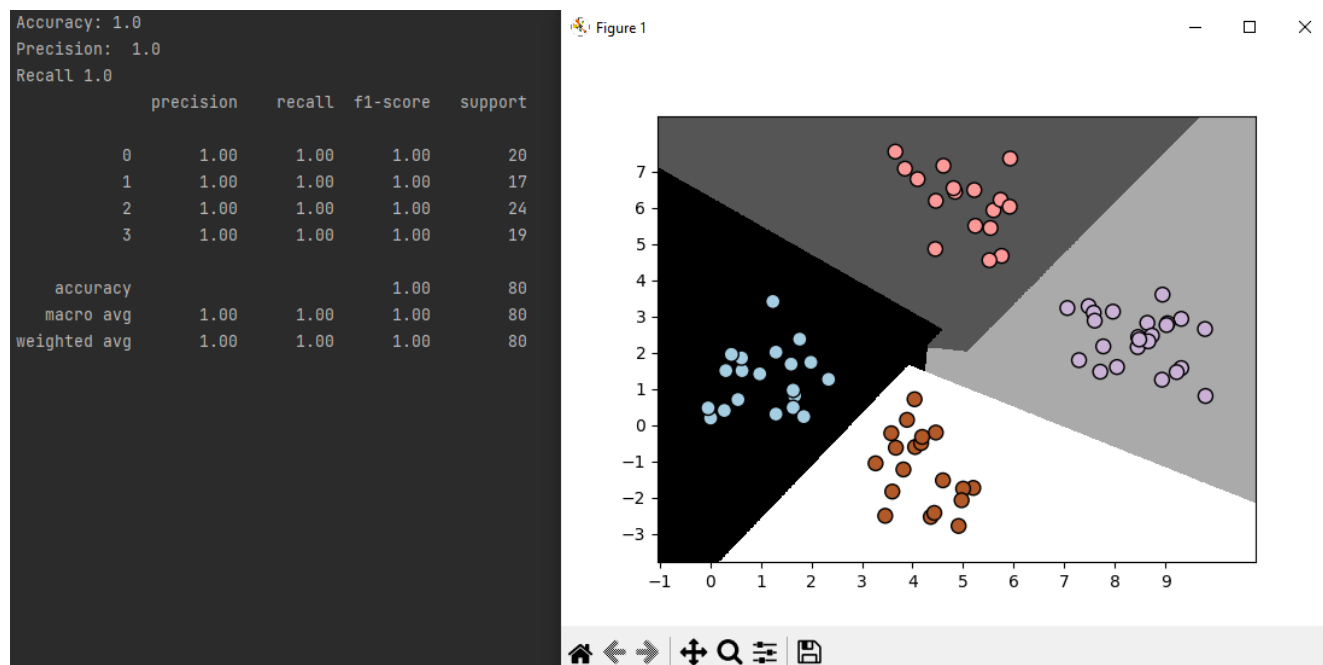 Accuracy: 1.0
Precision:  1.0
Recall 1.0
              precision    recall  f1-score   support

           0       1.00      1.00      1.00        20
           1       1.00      1.00      1.00        17
           2       1.00      1.00      1.00        24
           3       1.00      1.00      1.00        19

    accuracy                           1.00        80
   macro avg       1.00      1.00      1.00        80
weighted avg       1.00      1.00      1.00        80
Figure 1
7
6
5
4
3
2
1
0
−1
−2
−3
−1 0 1 2 3 4 5 6 7 8 9